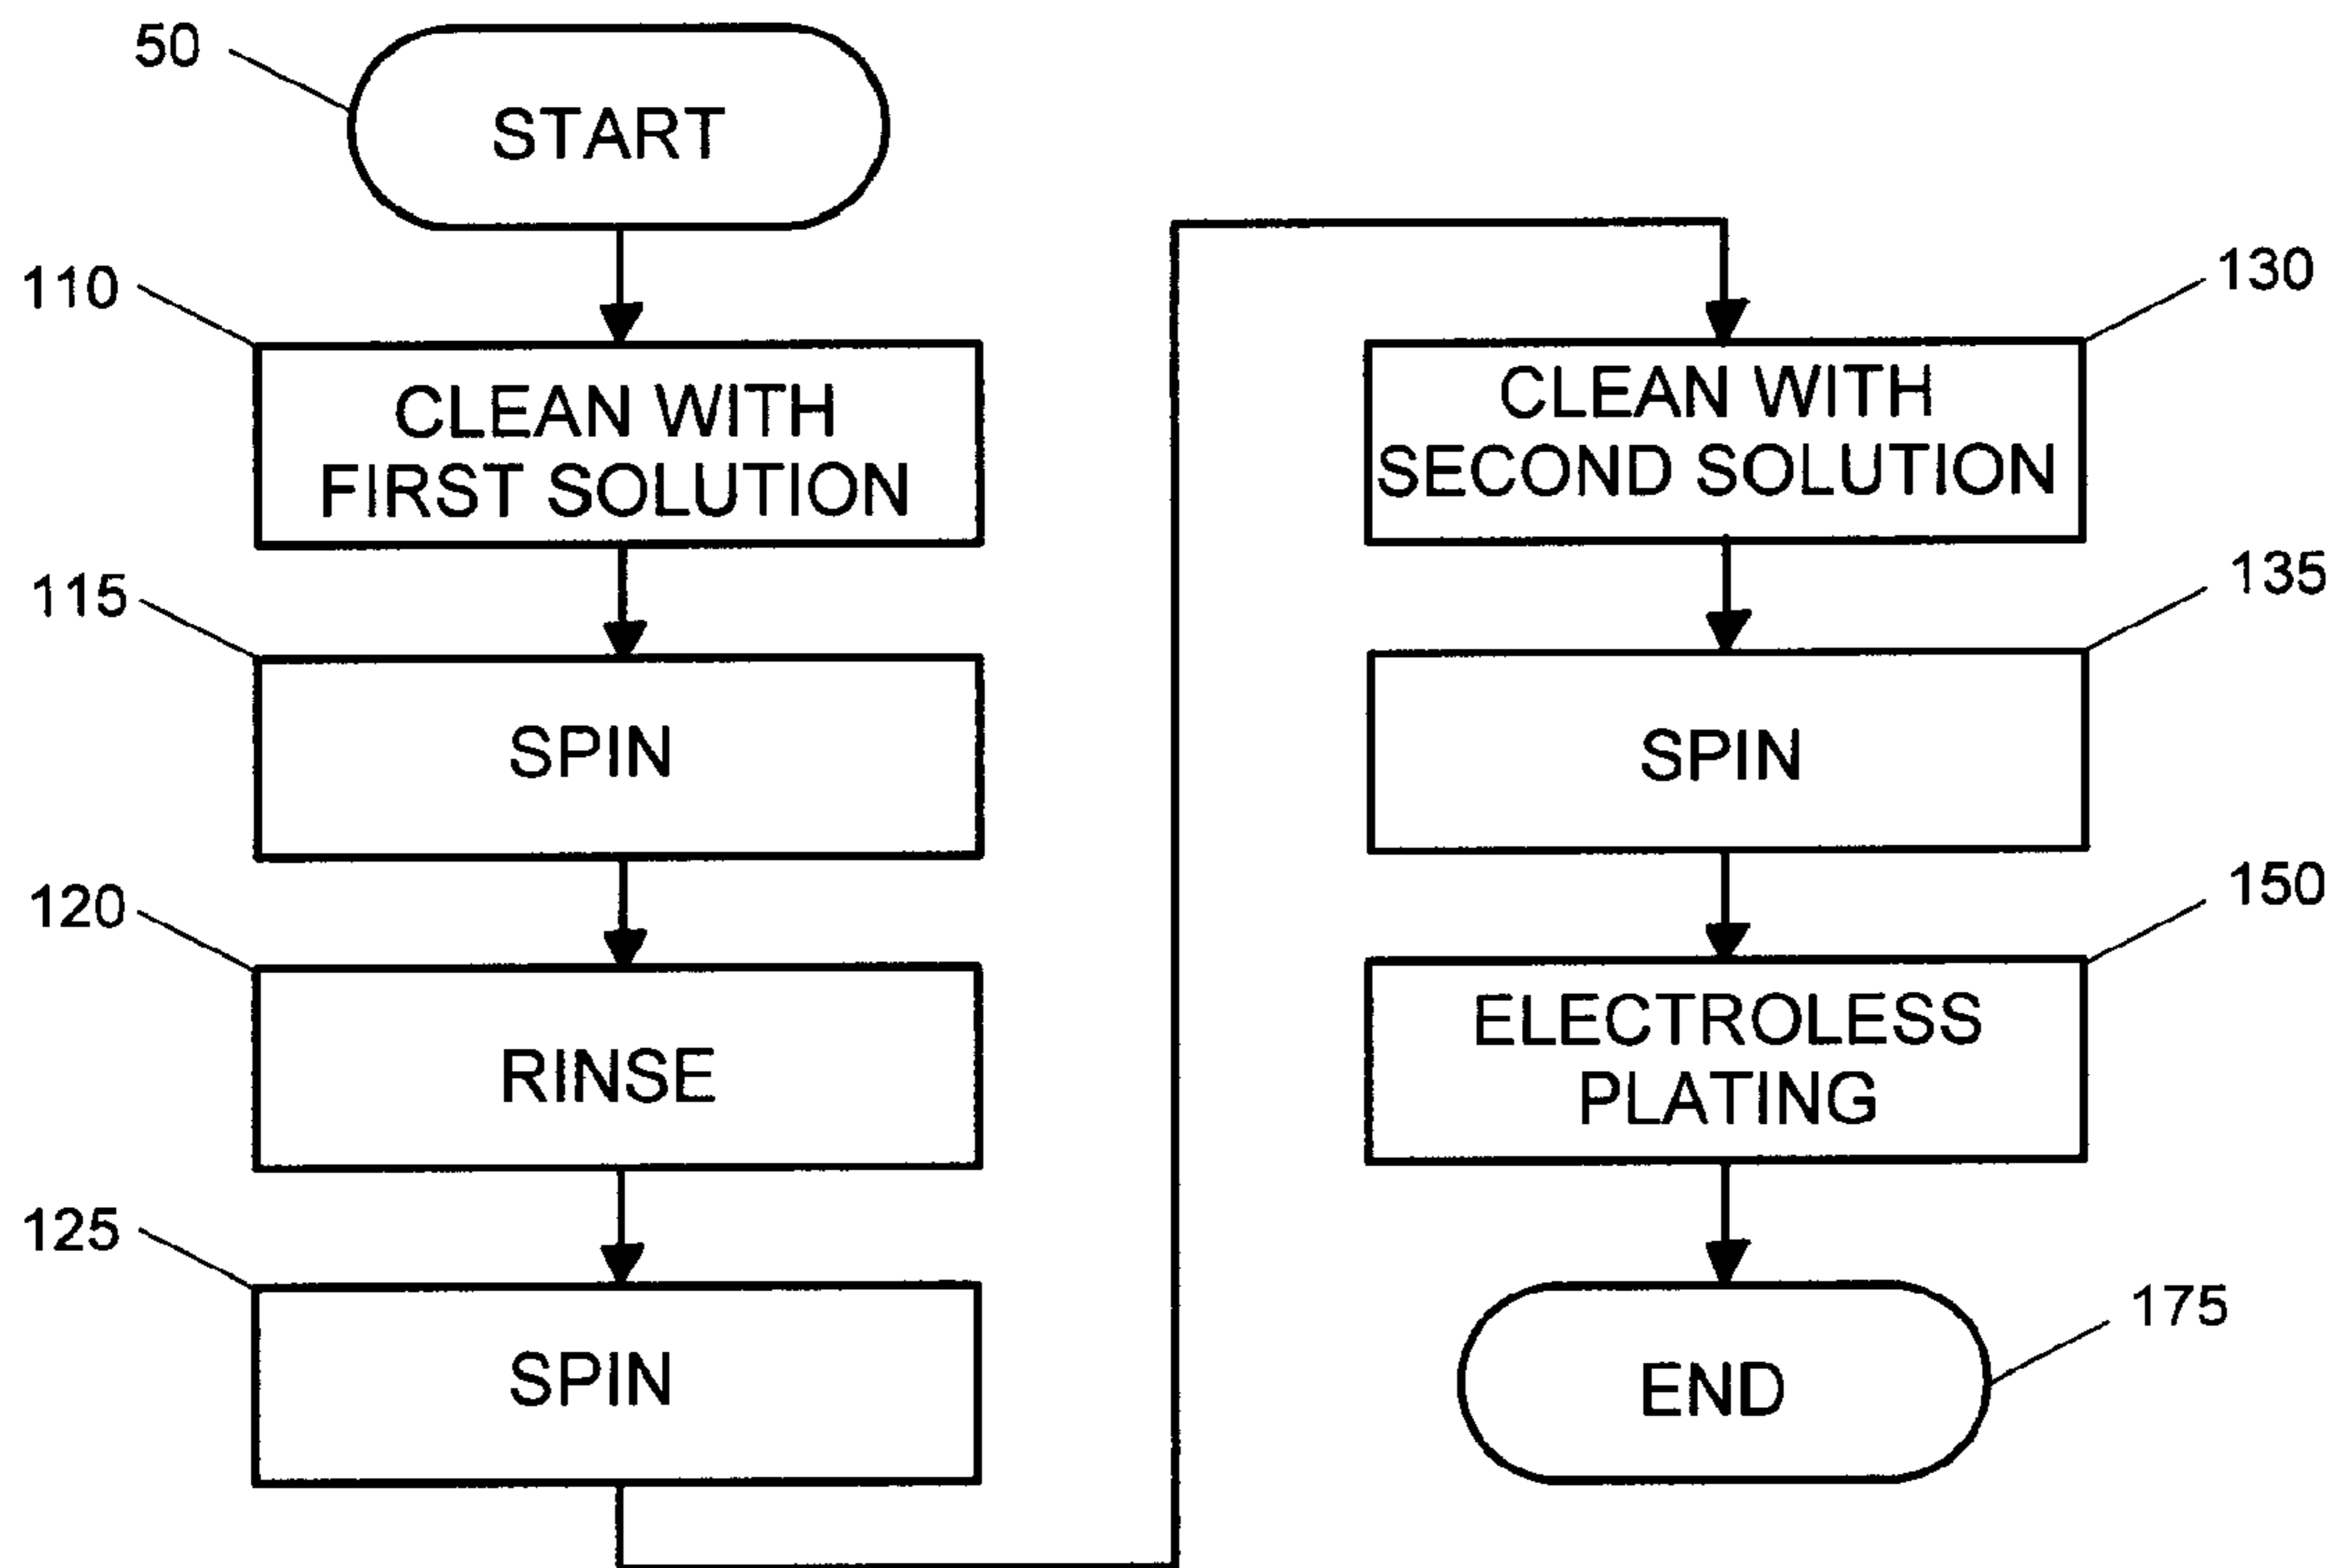 50
START
110
CLEAN WITH
FIRST SOLUTION
115
SPIN
120
RINSE
125
SPIN
130
CLEAN WITH
SECOND SOLUTION
135
SPIN
150
ELECTROLESS
PLATING
175
END